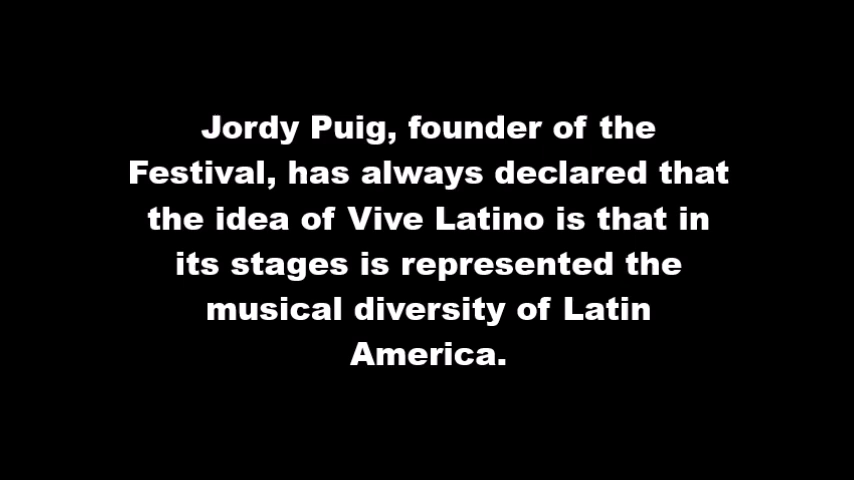 Jordy Puig, founder of the
Festival, has always declared that
the idea of Vive Latino is that in
its stages is represented the
musical diversity of Latin
America.